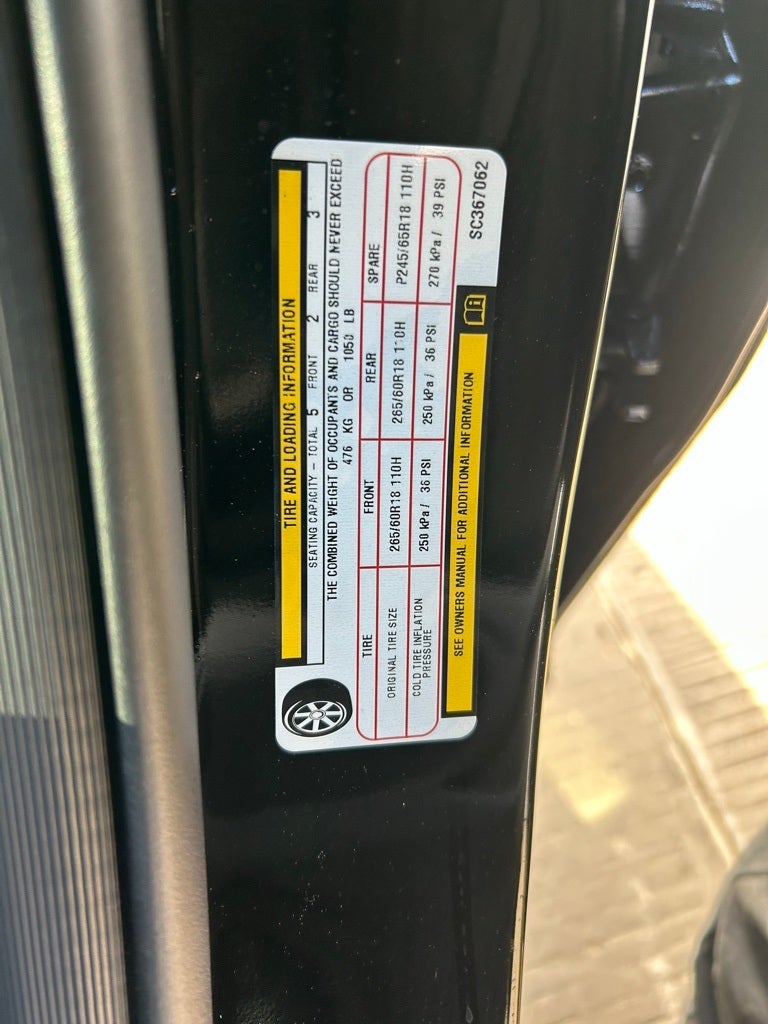 TIRE AND LOADING INFORMATION
SEATING CAPACITY - TOTAL 5 FRONT 2 REAR 3
THE COMBINED WEIGHT OF OCCUPANTS AND CARGO SHOULD NEVER EXCEED
476 KG OR 1050 LB
TIRE FRONT REAR SPARE
ORIGINAL TIRE SIZE 265/60R18 110H 265/60R18 110H P245/65R18 110H
COLD TIRE INFLATION PRESSURE 250 kPa / 36 PSI 250 kPa / 36 PSI 270 kPa / 39 PSI
SEE OWNERS MANUAL FOR ADDITIONAL INFORMATION
SC367062